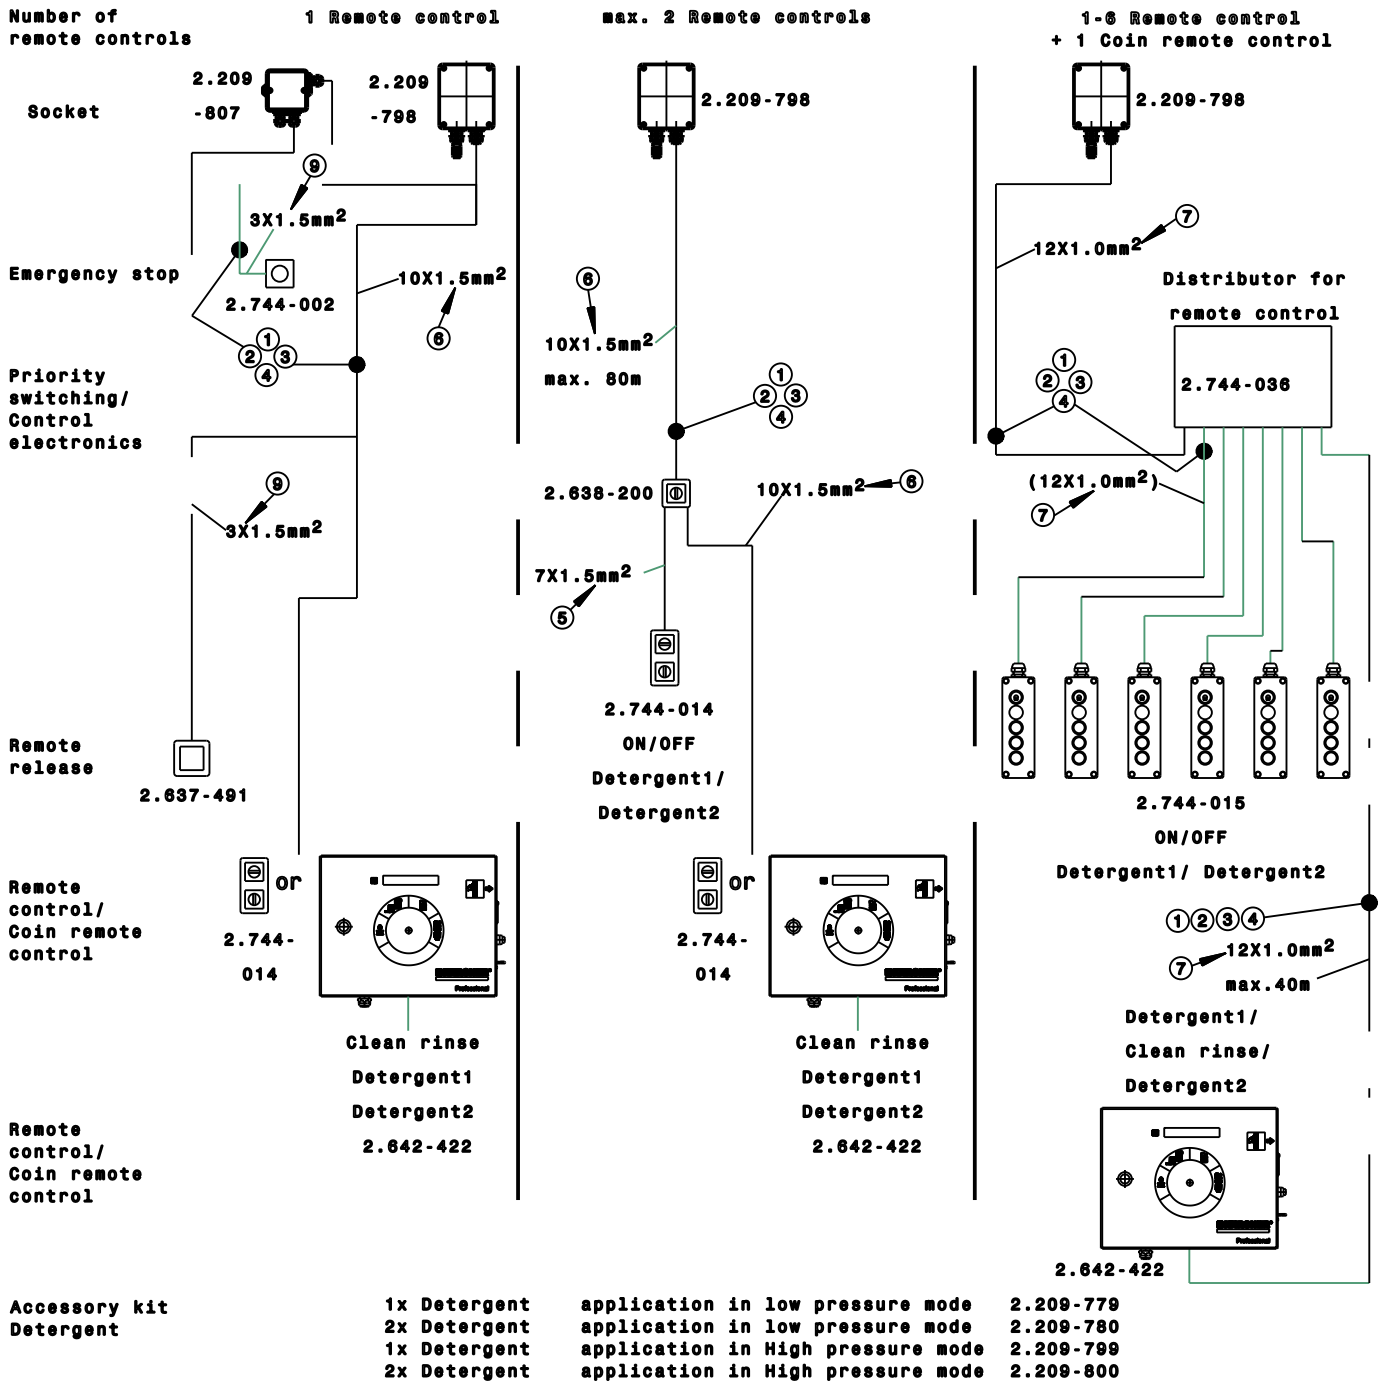 Number of
remote controls
1 Remote control
max. 2 Remote controls
1-6 Remote control
+ 1 Coin remote control
Socket
2.209
-807
2.209
-798
2.209-798
2.209-798
9
3X1.5mm2
Emergency stop
2.744-002
10X1.5mm2
6
1
2
3
4
6
10X1.5mm2
max. 80m
7
12X1.0mm2
Distributor for
remote control
2.744-036
Priority
switching/
Control
electronics
1
2
3
4
1
2
3
4
9
3X1.5mm2
2.638-200
10X1.5mm2
6
(12X1.0mm2)
7
7X1.5mm2
5
2.744-014
ON/OFF
Detergent1/
Detergent2
Remote
release
2.637-491
2.744-015
ON/OFF
Detergent1/ Detergent2
Remote
control/
Coin remote
control
or
2.744-
014
Professional
or
2.744-
014
Professional
1 2 3 4
7
12X1.0mm2
max.40m
Clean rinse
Detergent1
Detergent2
2.642-422
Clean rinse
Detergent1
Detergent2
2.642-422
Detergent1/
Clean rinse/
Detergent2
Remote
control/
Coin remote
control
Professional
2.642-422
Accessory kit
Detergent
1x Detergent application in low pressure mode 2.209-779
2x Detergent application in low pressure mode 2.209-780
1x Detergent application in High pressure mode 2.209-799
2x Detergent application in High pressure mode 2.209-800